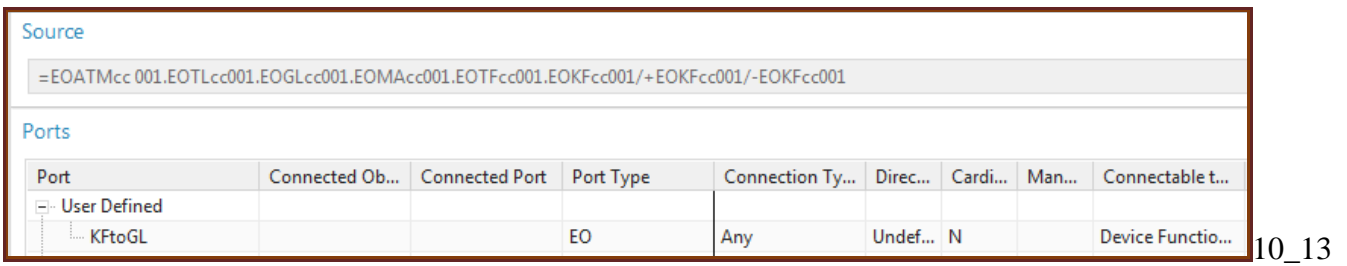 Source
=EOATMcc 001.EOTLcc001.EOGLcc001.EOMAcc001.EOTFcc001.EOKFcc001/+EOKFcc001/-EOKFcc001
Ports
Port Connected Ob... Connected Port Port Type Connection Ty... Direc... Cardi... Man... Connectable t...
User Defined
KFtoGL EO Any Undef... N Device Functio...
10_13